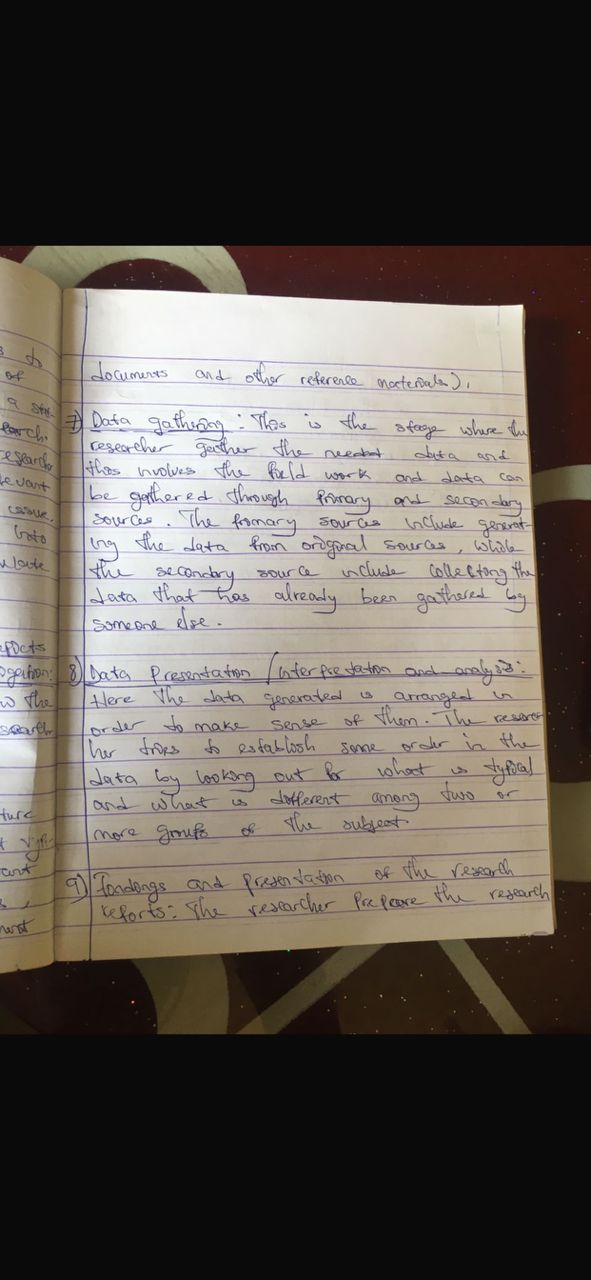 documents and other reference materials).
7) Data gathering : This is the stage where the
researcher gather the needed data and
this involves the field work and data can
be gathered through primary and secondary
sources. The primary sources include generat
ing the data from original sources, while
the secondary source include collecting the
data that has already been gathered by
someone else.
8) Data Presentation / interpretation and analysis:
Here the data generated is arranged in
order to make sense of them. The resear
her tries to establish some order in the
data by looking out for what is typical
and what is different among two or
more groups of the subject.
9) Findings and presentation of the research
reports: The researcher prepare the research